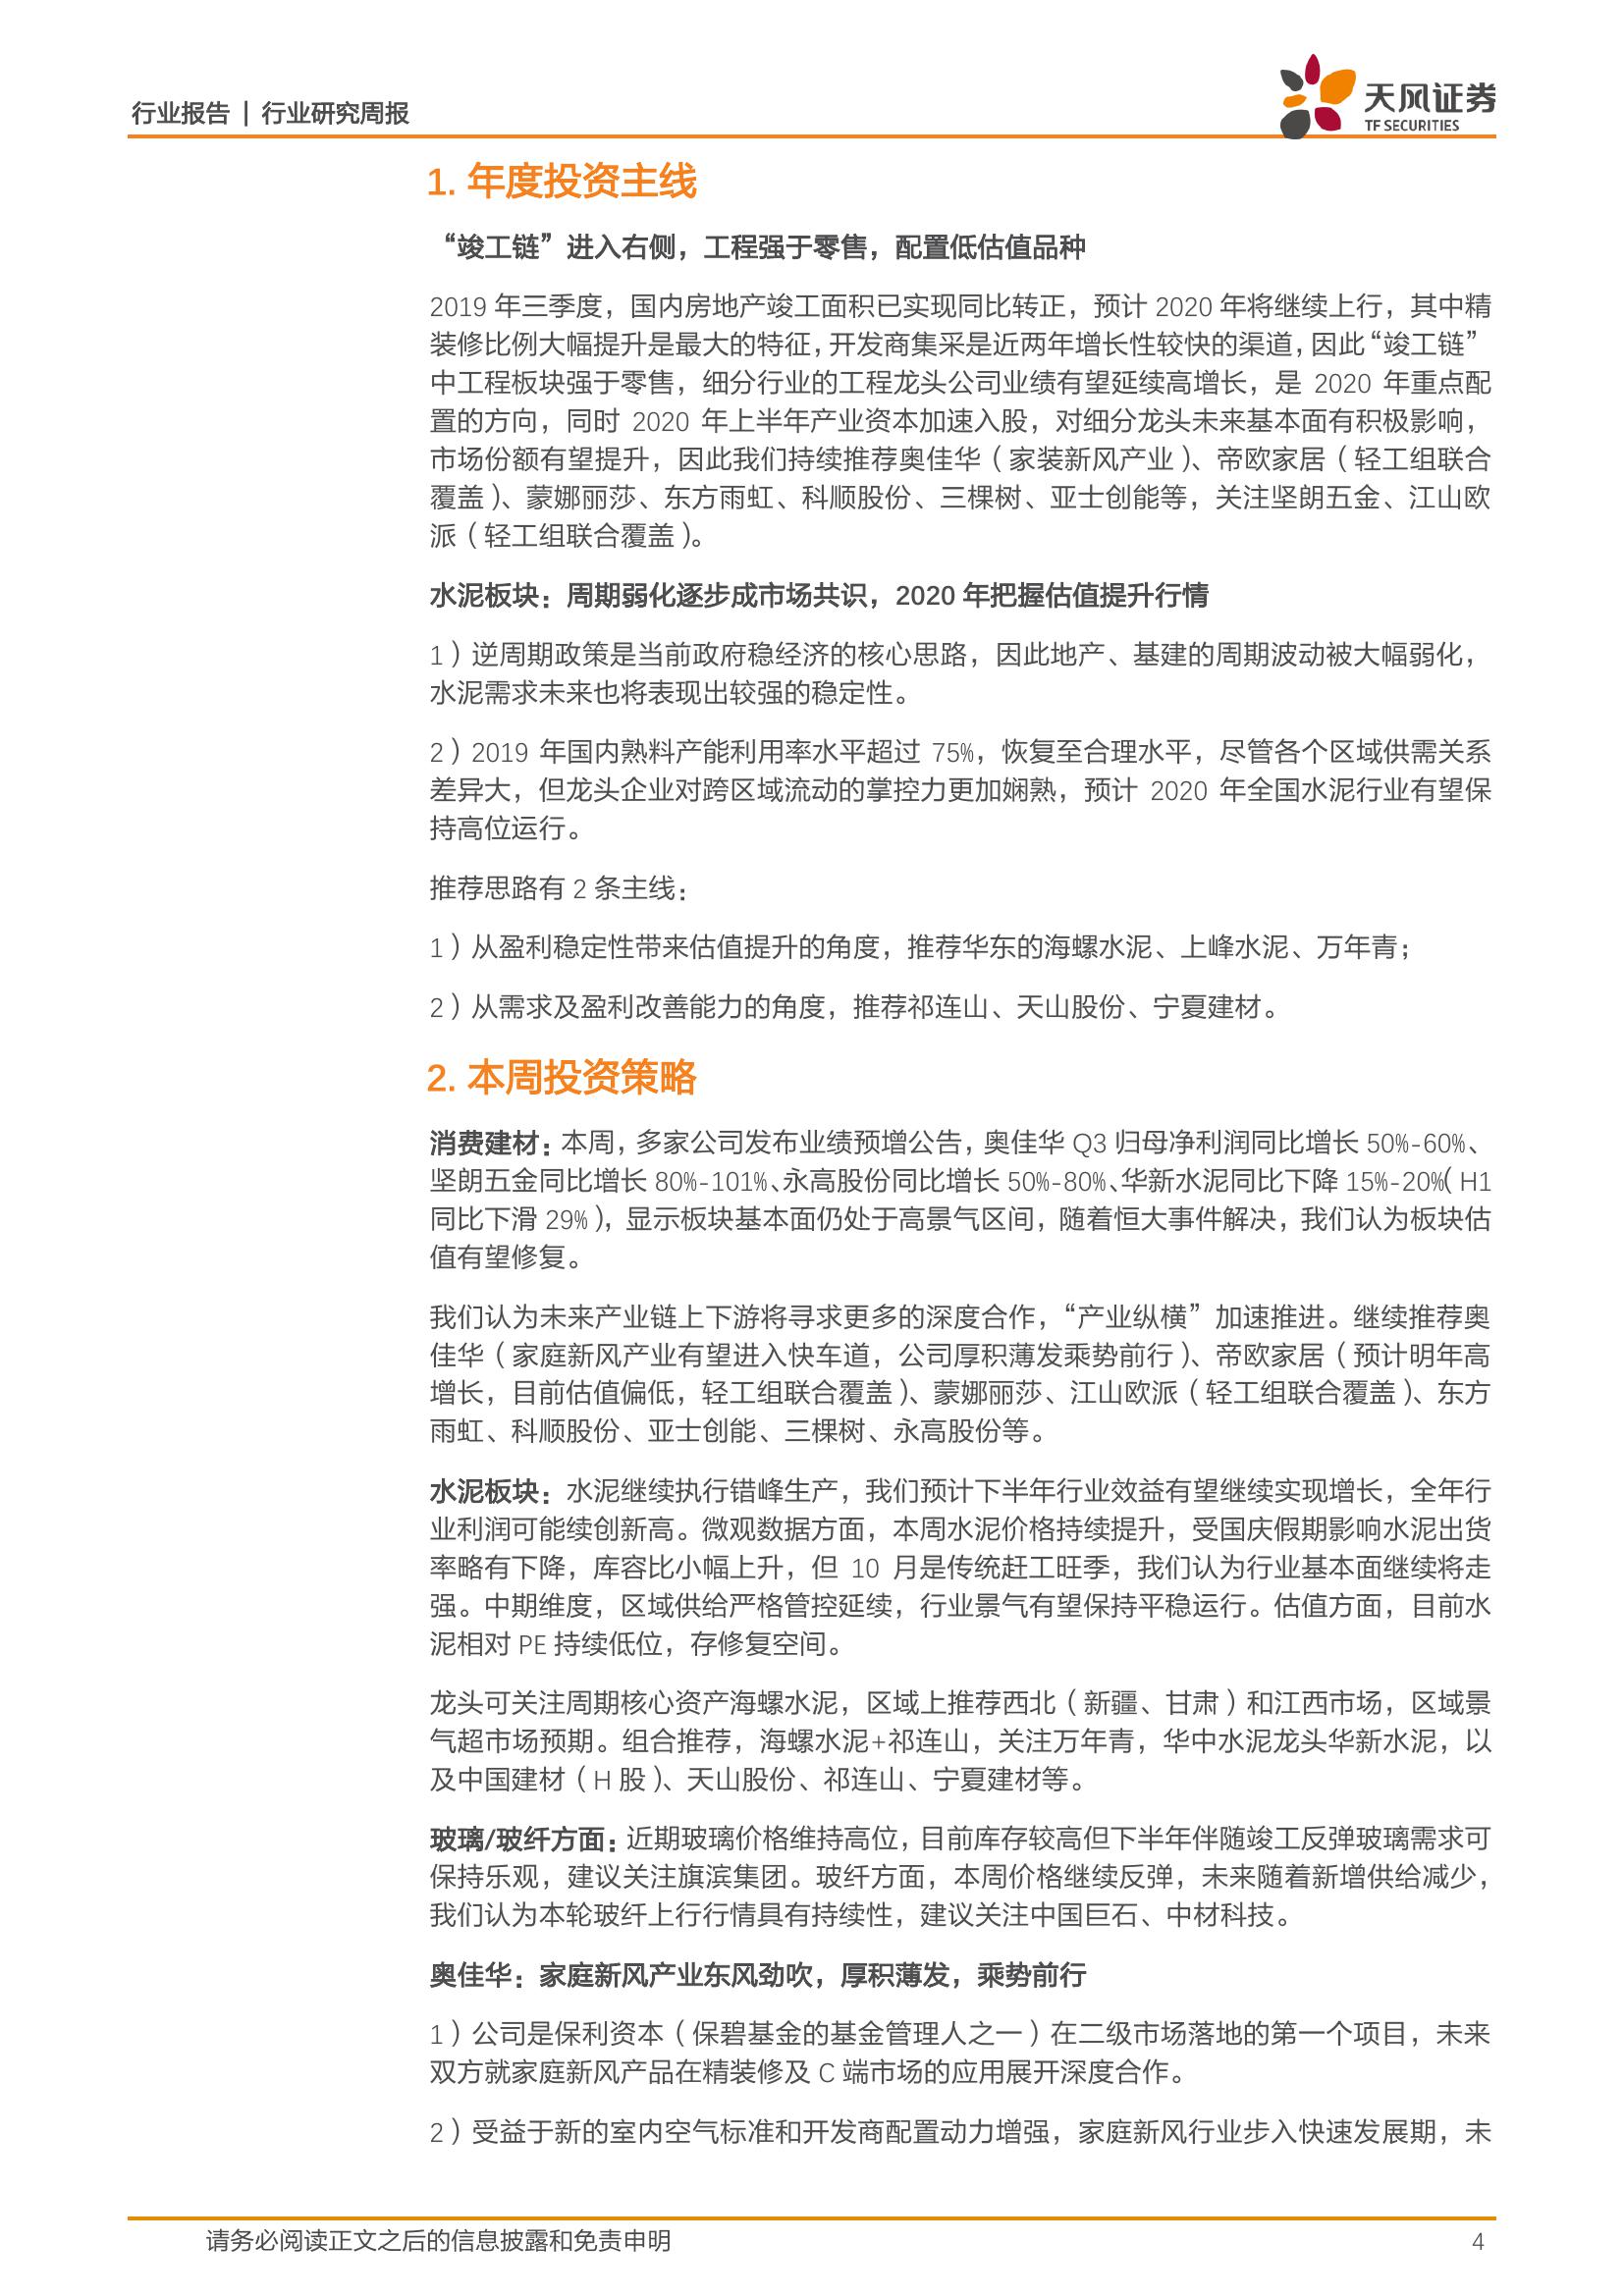 行业报告 | 行业研究周报
天风证券
TF SECURITIES
1. 年度投资主线
“竣工链”进入右侧，工程强于零售，配置低估值品种
2019 年三季度，国内房地产竣工面积已实现同比转正，预计 2020 年将继续上行，其中精
装修比例大幅提升是最大的特征，开发商集采是近两年增长性较快的渠道，因此“竣工链”
中工程板块强于零售，细分行业的工程龙头公司业绩有望延续高增长，是 2020 年重点配
置的方向，同时 2020 年上半年产业资本加速入股，对细分龙头未来基本面有积极影响，
市场份额有望提升，因此我们持续推荐奥佳华（家装新风产业）、帝欧家居（轻工组联合
覆盖）、蒙娜丽莎、东方雨虹、科顺股份、三棵树、亚士创能等，关注坚朗五金、江山欧
派（轻工组联合覆盖）。
水泥板块：周期弱化逐步成市场共识，2020 年把握估值提升行情
1）逆周期政策是当前政府稳经济的核心思路，因此地产、基建的周期波动被大幅弱化，
水泥需求未来也将表现出较强的稳定性。
2）2019 年国内熟料产能利用率水平超过 75%，恢复至合理水平，尽管各个区域供需关系
差异大，但龙头企业对跨区域流动的掌控力更加娴熟，预计 2020 年全国水泥行业有望保
持高位运行。
推荐思路有 2 条主线：
1）从盈利稳定性带来估值提升的角度，推荐华东的海螺水泥、上峰水泥、万年青；
2）从需求及盈利改善能力的角度，推荐祁连山、天山股份、宁夏建材。
2. 本周投资策略
消费建材：本周，多家公司发布业绩预增公告，奥佳华 Q3 归母净利润同比增长 50%-60%、
坚朗五金同比增长 80%-101%、永高股份同比增长 50%-80%、华新水泥同比下降 15%-20%（H1
同比下滑 29%），显示板块基本面仍处于高景气区间，随着恒大事件解决，我们认为板块估
值有望修复。
我们认为未来产业链上下游将寻求更多的深度合作，“产业纵横”加速推进。继续推荐奥
佳华（家庭新风产业有望进入快车道，公司厚积薄发乘势前行）、帝欧家居（预计明年高
增长，目前估值偏低，轻工组联合覆盖）、蒙娜丽莎、江山欧派（轻工组联合覆盖）、东方
雨虹、科顺股份、亚士创能、三棵树、永高股份等。
水泥板块：水泥继续执行错峰生产，我们预计下半年行业效益有望继续实现增长，全年行
业利润可能续创新高。微观数据方面，本周水泥价格持续提升，受国庆假期影响水泥出货
率略有下降，库容比小幅上升，但 10 月是传统赶工旺季，我们认为行业基本面继续将走
强。中期维度，区域供给严格管控延续，行业景气有望保持平稳运行。估值方面，目前水
泥相对 PE 持续低位，存修复空间。
龙头可关注周期核心资产海螺水泥，区域上推荐西北（新疆、甘肃）和江西市场，区域景
气超市场预期。组合推荐，海螺水泥+祁连山，关注万年青，华中水泥龙头华新水泥，以
及中国建材（H 股）、天山股份、祁连山、宁夏建材等。
玻璃/玻纤方面：近期玻璃价格维持高位，目前库存较高但下半年伴随竣工反弹玻璃需求可
保持乐观，建议关注旗滨集团。玻纤方面，本周价格继续反弹，未来随着新增供给减少，
我们认为本轮玻纤上行行情具有持续性，建议关注中国巨石、中材科技。
奥佳华：家庭新风产业东风劲吹，厚积薄发，乘势前行
1）公司是保利资本（保碧基金的基金管理人之一）在二级市场落地的第一个项目，未来
双方就家庭新风产品在精装修及 C 端市场的应用展开深度合作。
2）受益于新的室内空气标准和开发商配置动力增强，家庭新风行业步入快速发展期，未
请务必阅读正文之后的信息披露和免责申明
4